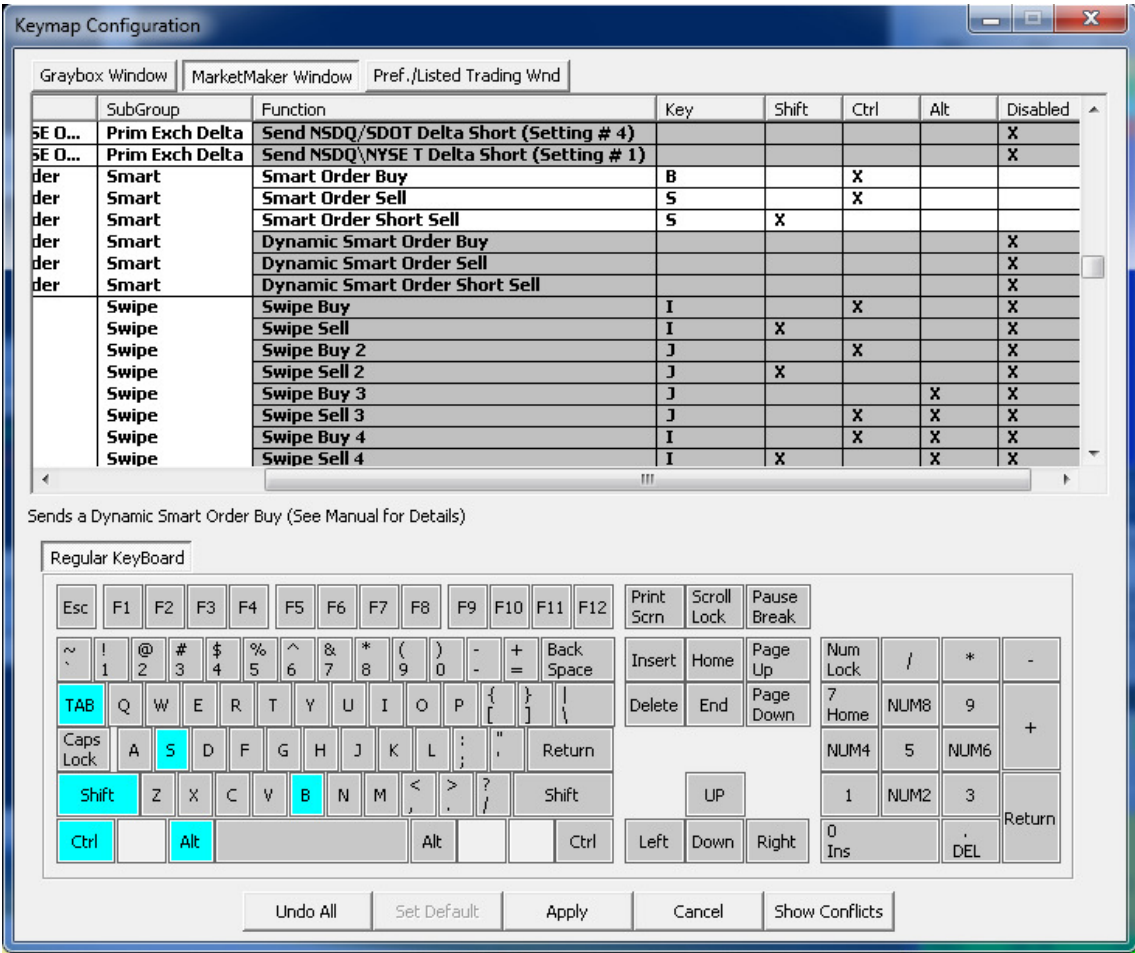 Keymap Configuration
Graybox Window MarketMaker Window Pref./Listed Trading Wnd
SubGroup Function Key Shift Ctrl Alt Disabled
SE O... Prim Exch Delta Send NSDQ/SDOT Delta Short (Setting # 4) X
SE O... Prim Exch Delta Send NSDQ\NYSE T Delta Short (Setting # 1) X
der Smart Smart Order Buy B X
der Smart Smart Order Sell S X
der Smart Smart Order Short Sell S X
der Smart Dynamic Smart Order Buy X
der Smart Dynamic Smart Order Sell X
der Smart Dynamic Smart Order Short Sell X
Swipe Swipe Buy I X X
Swipe Swipe Sell I X X
Swipe Swipe Buy 2 J X X
Swipe Swipe Sell 2 J X X
Swipe Swipe Buy 3 J X X
Swipe Swipe Sell 3 J X X X
Swipe Swipe Buy 4 I X X X
Swipe Swipe Sell 4 I X X X
Sends a Dynamic Smart Order Buy (See Manual for Details)
Regular KeyBoard
Esc F1 F2 F3 F4 F5 F6 F7 F8 F9 F10 F11 F12 Print Scrn Scroll Lock Pause Break
~ ` ! 1 @ 2 # 3 $ 4 % 5 ^ 6 & 7 * 8 ( 9 ) 0 - - + = Back Space Insert Home Page Up Num Lock / * -
TAB Q W E R T Y U I O P { [ } ] | \ Delete End Page Down 7 Home NUM8 9 +
Caps Lock A S D F G H J K L : ; " ' Return NUM4 5 NUM6
Shift Z X C V B N M < , > . ? / Shift UP 1 NUM2 3 Return
Ctrl Alt Alt Ctrl Left Down Right 0 Ins . DEL
Undo All Set Default Apply Cancel Show Conflicts